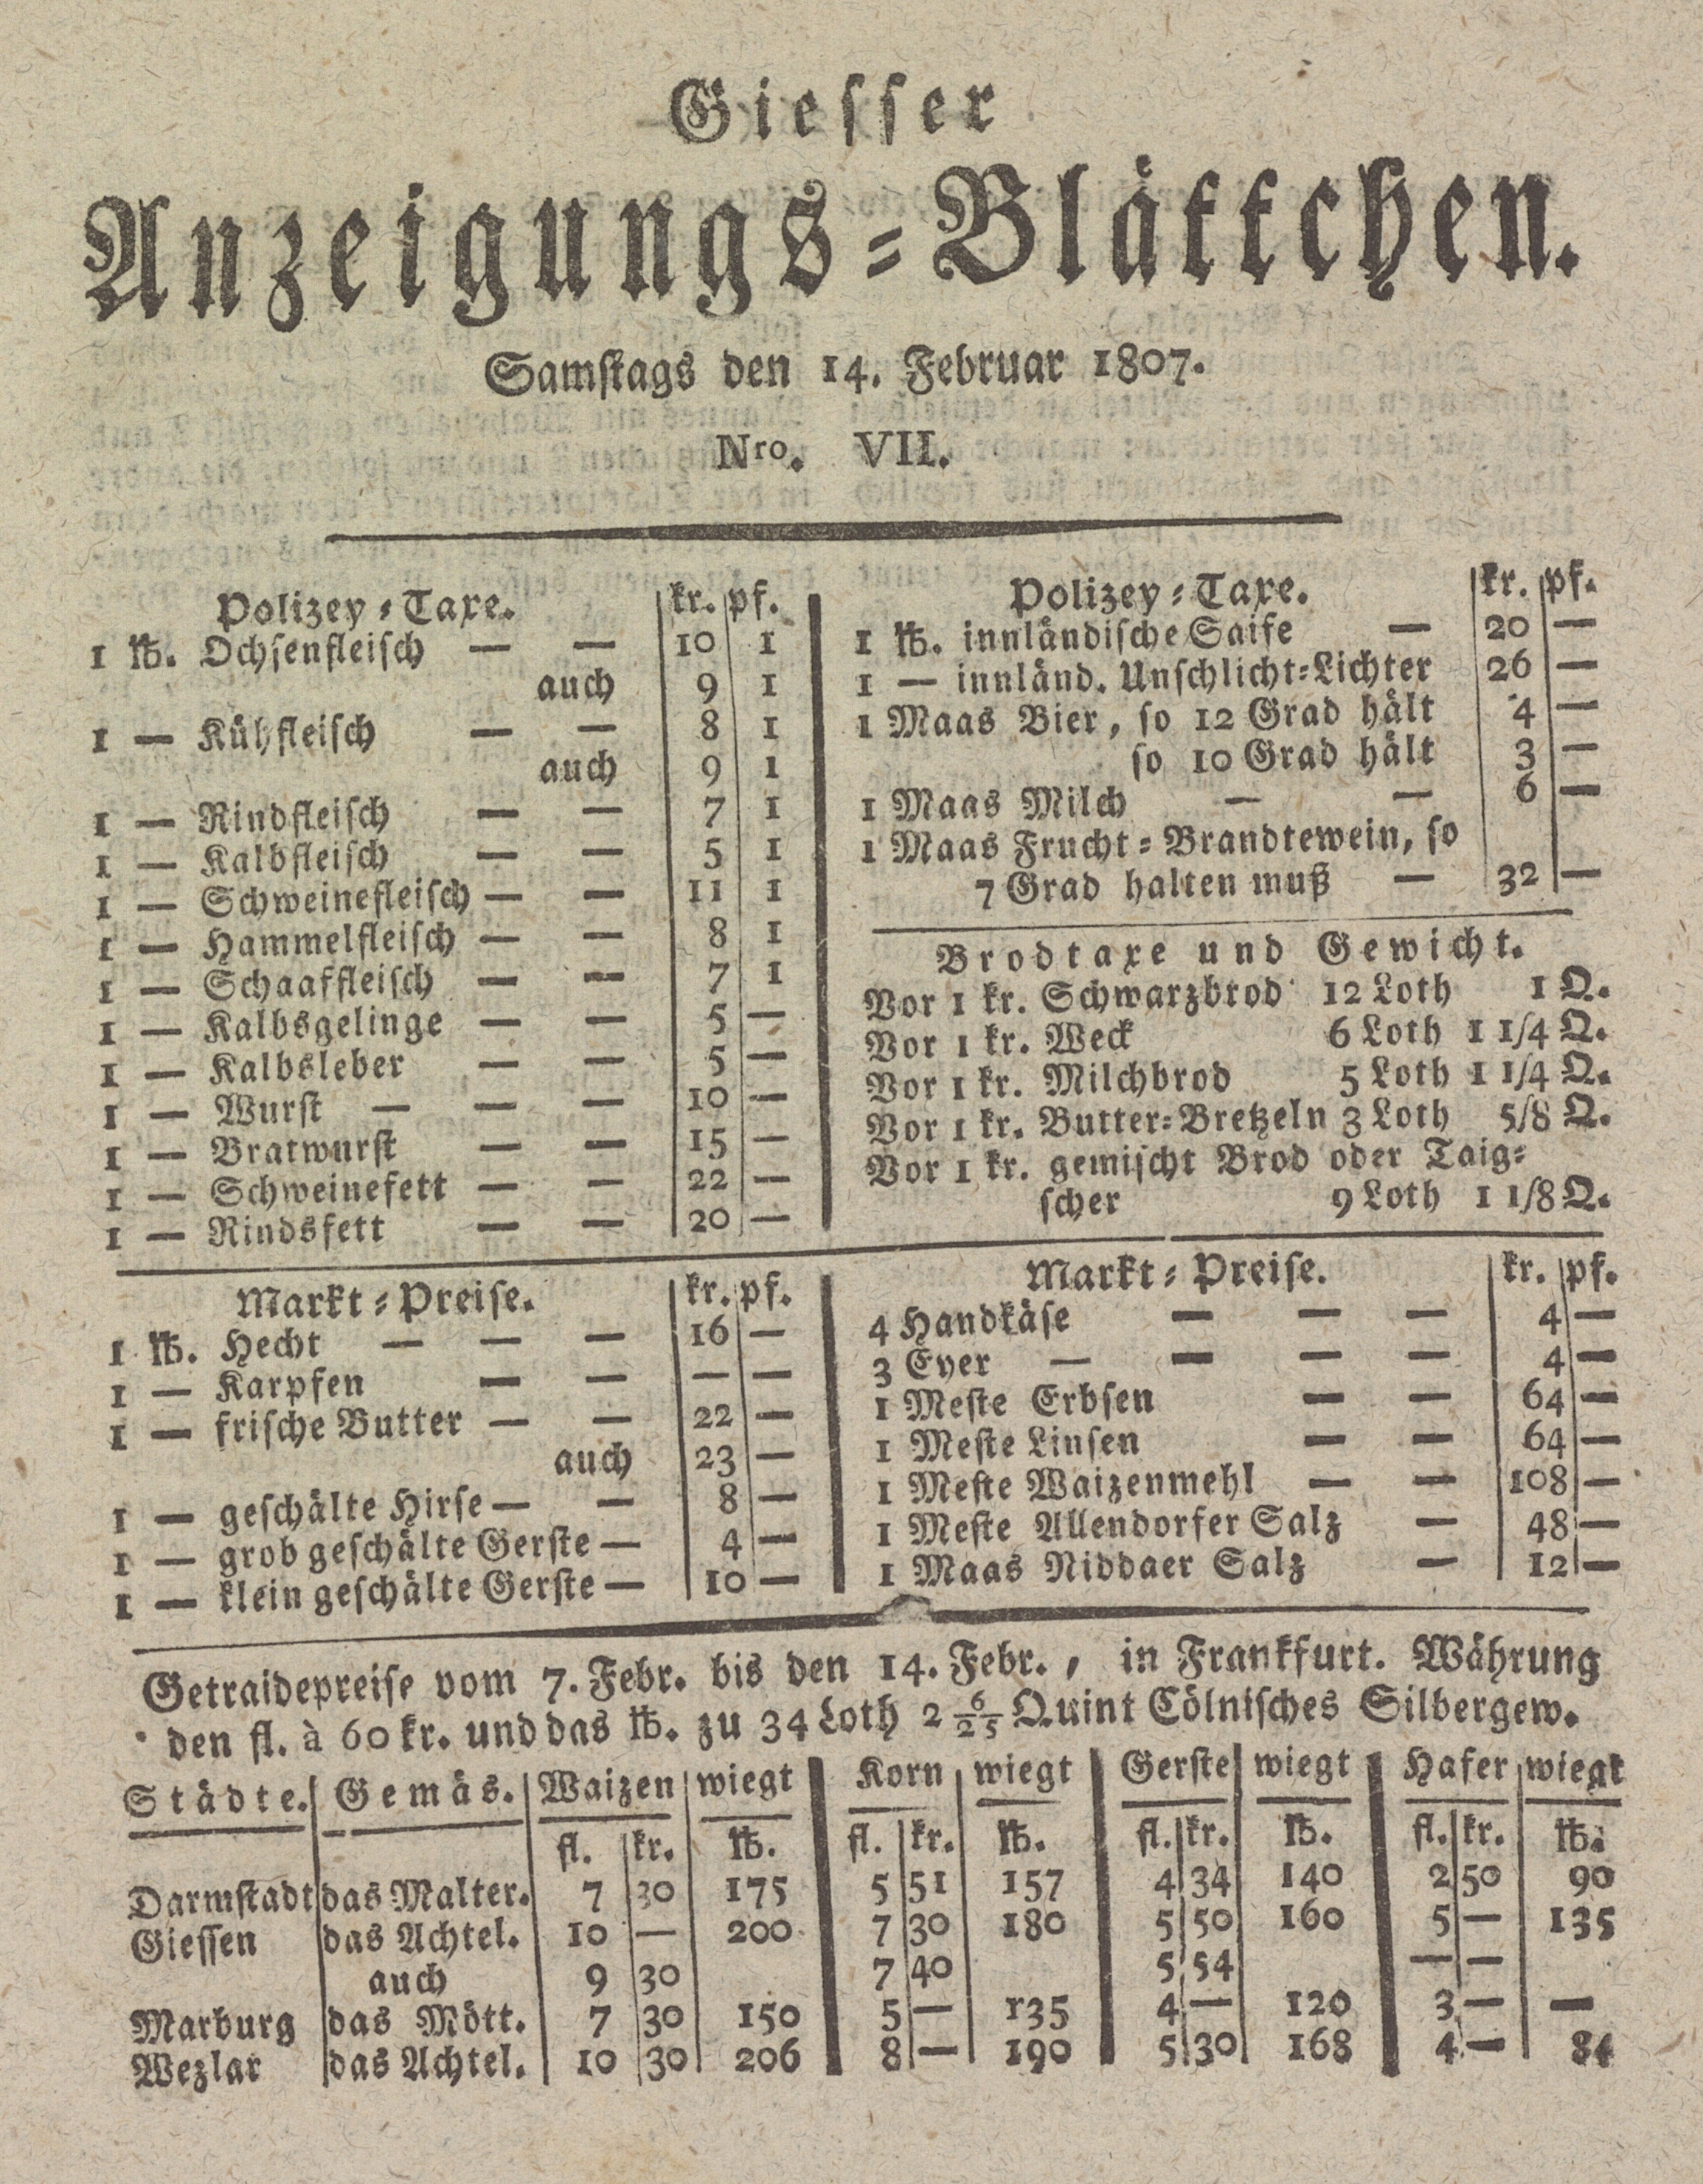 Giesser
Anzeigungs-Blättchen.
Samstags den 14. Februar 1807.
Nro. VII.
Polizey-Taxe. kr. pf.
1 ℔. Ochsenfleisch — — 10 1
auch 9 1
1 — Kühfleisch — — 8 1
auch 9 1
1 — Rindfleisch — — 7 1
1 — Kalbfleisch — — 5 1
1 — Schweinefleisch — — 11 1
1 — Hammelfleisch — — 8 1
1 — Schaaffleisch — — 7 1
1 — Kalbsgelinge — — 5 —
1 — Kalbsleber — — 5 —
1 — Wurst — — — 10 —
1 — Bratwurst — — 15 —
1 — Schweinefett — — 22 —
1 — Rindsfett — — 20 —
Polizey-Taxe. kr. pf.
1 ℔. innländische Saife — 20 —
1 — innländ. Unschlicht-Lichter 26 —
1 Maas Bier, so 12 Grad hält 4 —
so 10 Grad hält 3 —
1 Maas Milch — — 6 —
1 Maas Frucht-Brandtewein, so
7 Grad halten muß — 32 —
Brodtaxe und Gewicht.
Vor 1 kr. Schwarzbrod 12 Loth 1 Q.
Vor 1 kr. Weck 6 Loth 1 1/4 Q.
Vor 1 kr. Milchbrod 5 Loth 1 1/4 Q.
Vor 1 kr. Butter-Bretzeln 3 Loth 5/8 Q.
Vor 1 kr. gemischt Brod oder Taig-
scher 9 Loth 1 1/8 Q.
Markt-Preise. kr. pf.
1 ℔. Hecht — — — 16 —
1 — Karpfen — — — —
1 — frische Butter — — 22 —
auch 23 —
1 — geschälte Hirse — — 8 —
1 — grob geschälte Gerste — 4 —
1 — klein geschälte Gerste — 10 —
Markt-Preise. kr. pf.
4 Handkäse — — — 4 —
3 Eyer — — — — 4 —
1 Meste Erbsen — — 64 —
1 Meste Linsen — — 64 —
1 Meste Waizenmehl — — 108 —
1 Meste Allendorfer Salz — 48 —
1 Maas Niddaer Salz — 12 —
Getraidepreise vom 7. Febr. bis den 14. Febr., in Frankfurt. Währung
den fl. à 60 kr. und das ℔. zu 34 Loth 2 6/25 Quint Cölnisches Silbergew.
Städte. Gemäs. Waizen wiegt Korn wiegt Gerste wiegt Hafer wiegt
fl. kr. ℔. fl. kr. ℔. fl. kr. ℔. fl. kr. ℔.
Darmstadt das Malter. 7 30 175 5 51 157 4 34 140 2 50 90
Giessen das Achtel. 10 — 200 7 30 180 5 50 160 5 — 135
auch 9 30 7 40 5 54 — —
Marburg das Mött. 7 30 150 5 — 135 4 — 120 3 — —
Wezlar das Achtel. 10 30 206 8 — 190 5 30 168 4 — 84